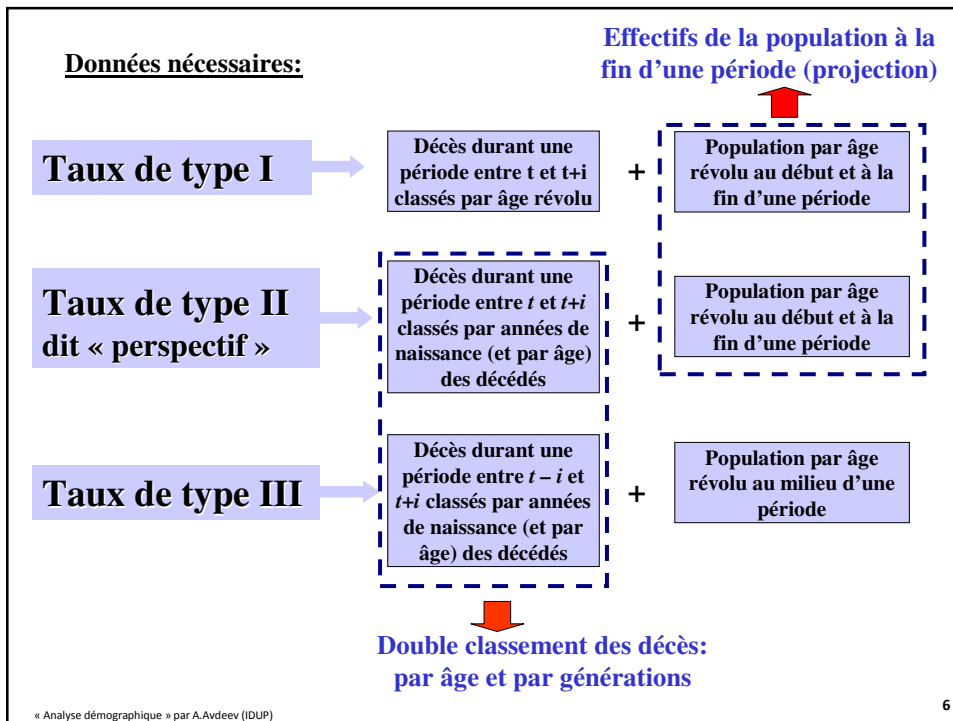 Données nécessaires:
Effectifs de la population à la
fin d'une période (projection)
Taux de type I
Décès durant une
période entre t et t+i
classés par âge révolu
+
Population par âge
révolu au début et à la
fin d'une période
Taux de type II
dit « perspectif »
Décès durant une
période entre t et t+i
classés par années de
naissance (et par âge)
des décédés
+
Population par âge
révolu au début et à la
fin d'une période
Taux de type III
Décès durant une
période entre t – i et
t+i classés par années
de naissance (et par
âge) des décédés
+
Population par âge
révolu au milieu d'une
période
Double classement des décès:
par âge et par générations
« Analyse démographique » par A.Avdeev (IDUP)
6